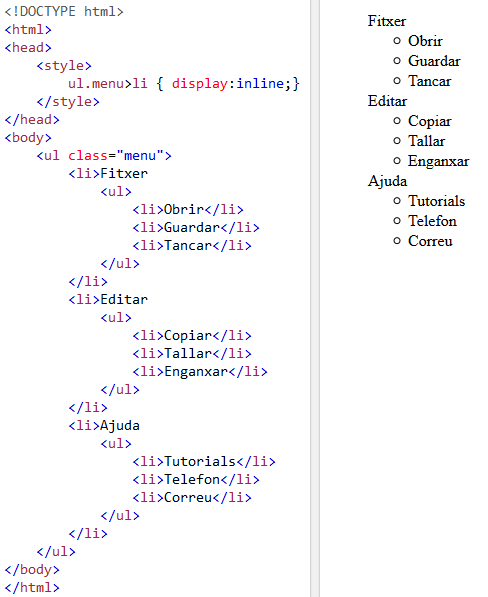 <!DOCTYPE html>
<html>
<head>
    <style>
        ul.menu>li { display:inline;}
    </style>
</head>
<body>
    <ul class="menu">
        <li>Fitxer
            <ul>
                <li>Obrir</li>
                <li>Guardar</li>
                <li>Tancar</li>
            </ul>
        </li>
        <li>Editar
            <ul>
                <li>Copiar</li>
                <li>Tallar</li>
                <li>Enganxar</li>
            </ul>
        </li>
        <li>Ajuda
            <ul>
                <li>Tutorials</li>
                <li>Telefon</li>
                <li>Correu</li>
            </ul>
        </li>
    </ul>
</body>
</html>
Fitxer
Obrir
Guardar
Tancar
Editar
Copiar
Tallar
Enganxar
Ajuda
Tutorials
Telefon
Correu